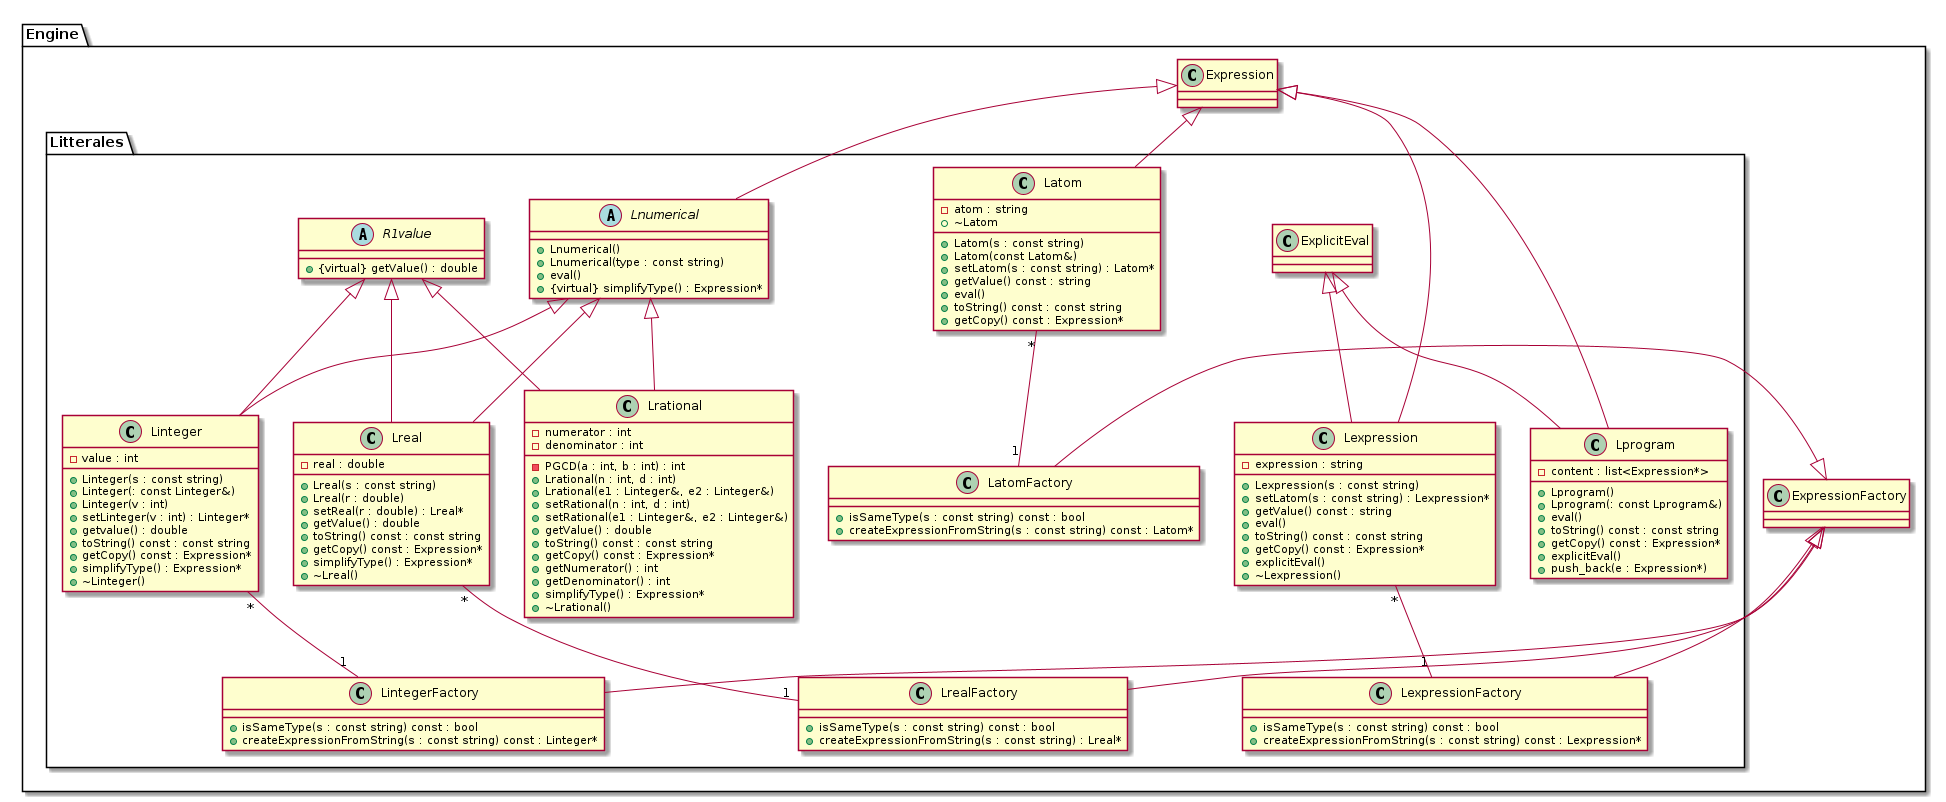 Engine
Expression
Litterales
Latom
atom : string
~Latom
Latom(s : const string)
Latom(const Latom&)
setLatom(s : const string) : Latom*
getValue() const : string
eval()
toString() const : const string
getCopy() const : Expression*
Lnumerical
Lnumerical()
Lnumerical(type : const string)
eval()
{virtual} simplifyType() : Expression*
R1value
{virtual} getValue() : double
ExplicitEval
*
Linteger
value : int
Linteger(s : const string)
Linteger(: const Linteger&)
Linteger(v : int)
setLinteger(v : int) : Linteger*
getvalue() : double
toString() const : const string
getCopy() const : Expression*
simplifyType() : Expression*
~Linteger()
Lreal
real : double
Lreal(s : const string)
Lreal(r : double)
setReal(r : double) : Lreal*
getValue() : double
toString() const : const string
getCopy() const : Expression*
simplifyType() : Expression*
~Lreal()
Lrational
numerator : int
denominator : int
PGCD(a : int, b : int) : int
Lrational(n : int, d : int)
Lrational(e1 : Linteger&, e2 : Linteger&)
setRational(n : int, d : int)
setRational(e1 : Linteger&, e2 : Linteger&)
getValue() : double
toString() const : const string
getCopy() const : Expression*
getNumerator() : int
getDenominator() : int
simplifyType() : Expression*
~Lrational()
1
LatomFactory
isSameType(s : const string) const : bool
createExpressionFromString(s : const string) const : Latom*
Lexpression
expression : string
Lexpression(s : const string)
setLatom(s : const string) : Lexpression*
getValue() const : string
eval()
toString() const : const string
getCopy() const : Expression*
explicitEval()
~Lexpression()
Lprogram
content : list<Expression*>
Lprogram()
Lprogram(: const Lprogram&)
eval()
toString() const : const string
getCopy() const : Expression*
explicitEval()
push_back(e : Expression*)
ExpressionFactory
*
*
*
1
1
1
LintegerFactory
isSameType(s : const string) const : bool
createExpressionFromString(s : const string) const : Linteger*
LrealFactory
isSameType(s : const string) const : bool
createExpressionFromString(s : const string) : Lreal*
LexpressionFactory
isSameType(s : const string) const : bool
createExpressionFromString(s : const string) const : Lexpression*